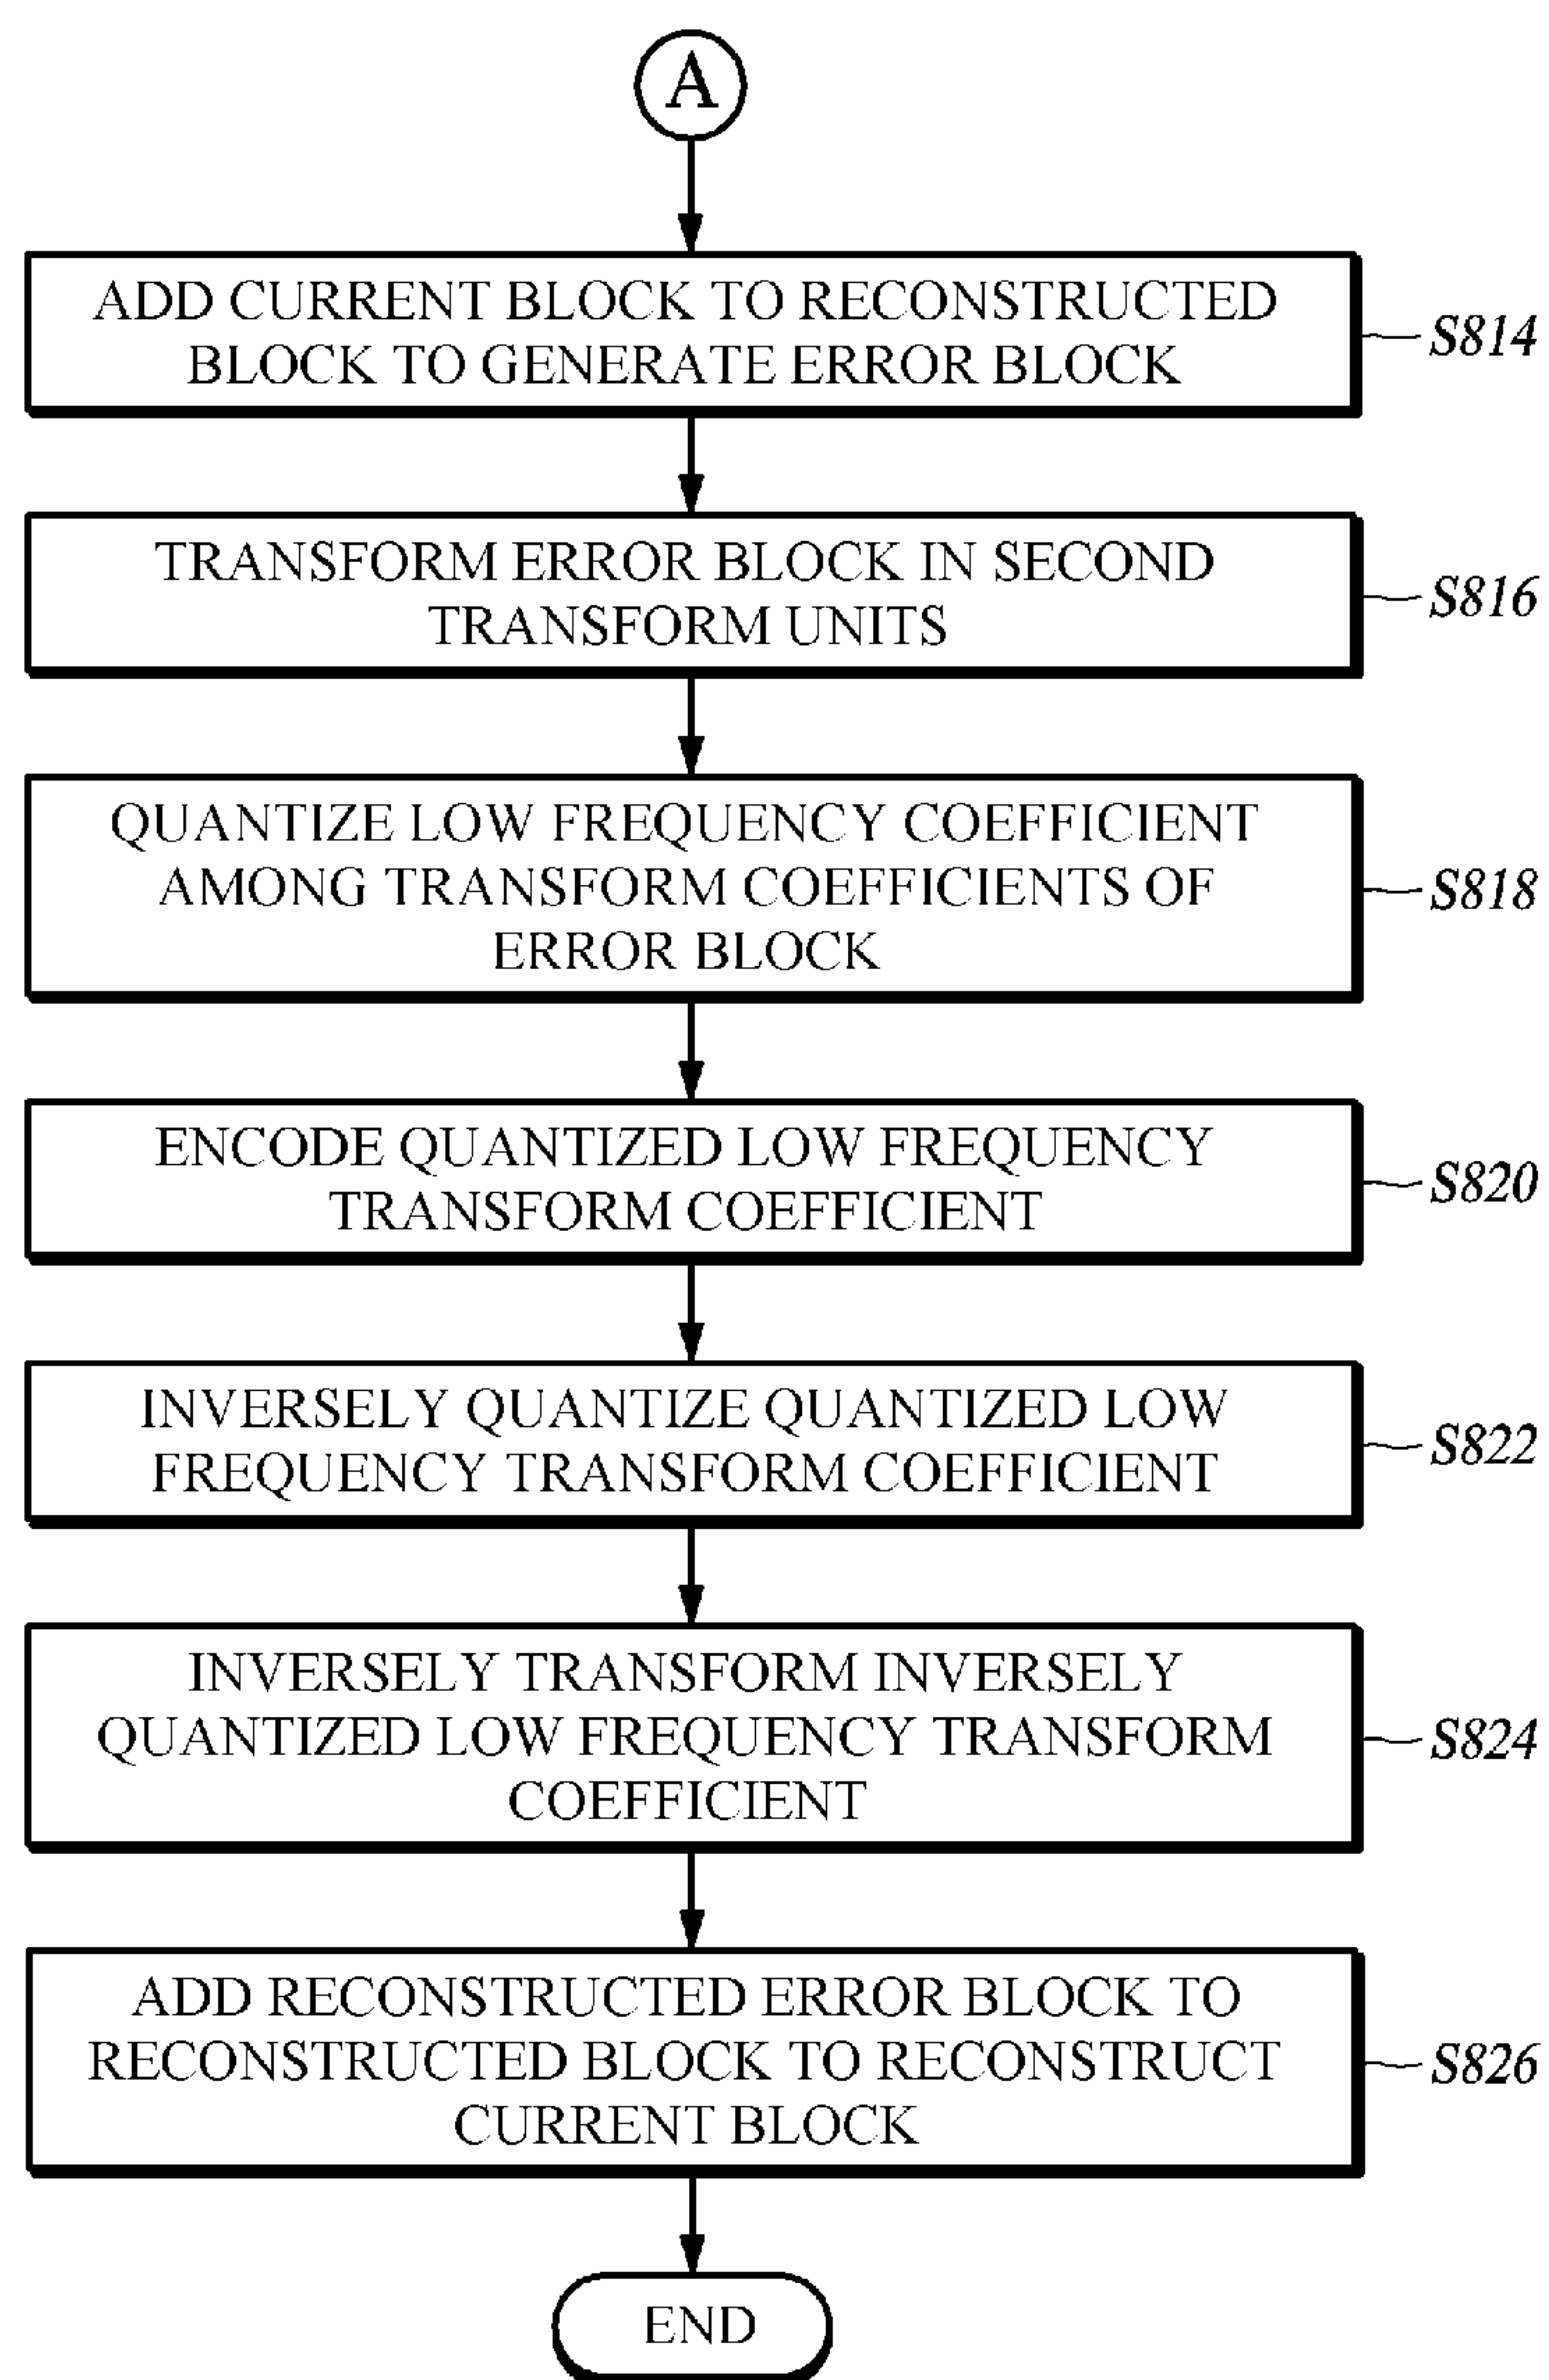 A
ADD CURRENT BLOCK TO RECONSTRUCTED
BLOCK TO GENERATE ERROR BLOCK
S814
TRANSFORM ERROR BLOCK IN SECOND
TRANSFORM UNITS
S816
QUANTIZE LOW FREQUENCY COEFFICIENT
AMONG TRANSFORM COEFFICIENTS OF
ERROR BLOCK
S818
ENCODE QUANTIZED LOW FREQUENCY
TRANSFORM COEFFICIENT
S820
INVERSELY QUANTIZE QUANTIZED LOW
FREQUENCY TRANSFORM COEFFICIENT
S822
INVERSELY TRANSFORM INVERSELY
QUANTIZED LOW FREQUENCY TRANSFORM
COEFFICIENT
S824
ADD RECONSTRUCTED ERROR BLOCK TO
RECONSTRUCTED BLOCK TO RECONSTRUCT
CURRENT BLOCK
S826
END